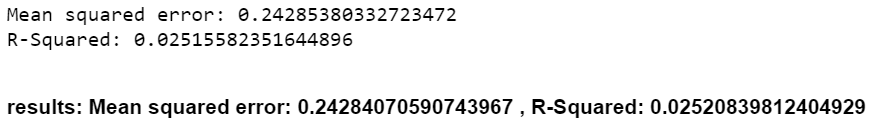 Mean squared error: 0.24285380332723472
R-Squared: 0.02515582351644896
results: Mean squared error: 0.24284070590743967 , R-Squared: 0.02520839812404929